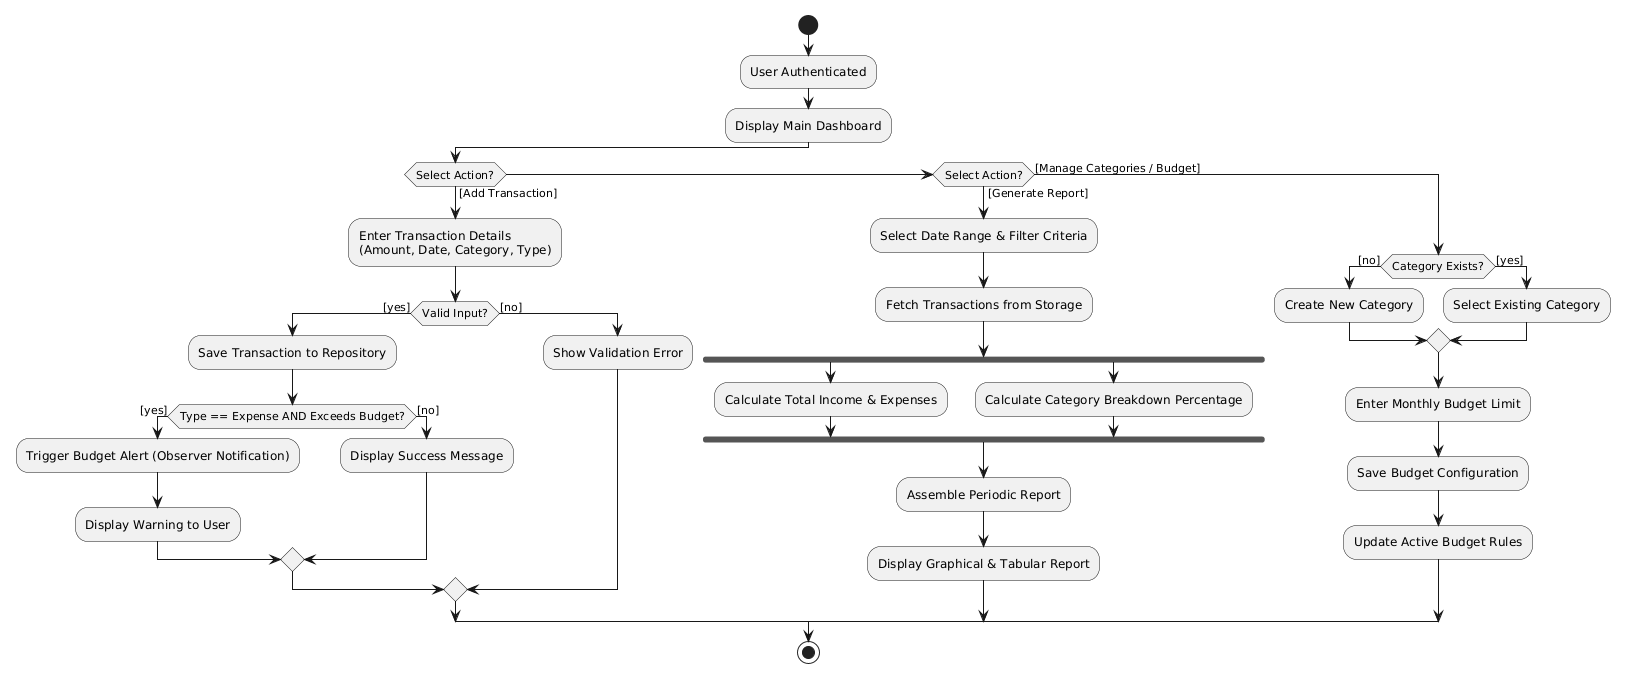 User Authenticated
Display Main Dashboard
Select Action?
[Add Transaction]
Enter Transaction Details
(Amount, Date, Category, Type)
Valid Input?
[yes]
[no]
Save Transaction to Repository
Show Validation Error
Type == Expense AND Exceeds Budget?
[yes]
[no]
Trigger Budget Alert (Observer Notification)
Display Success Message
Display Warning to User
Select Action?
[Generate Report]
Select Date Range & Filter Criteria
Fetch Transactions from Storage
Calculate Total Income & Expenses
Calculate Category Breakdown Percentage
Assemble Periodic Report
Display Graphical & Tabular Report
[Manage Categories / Budget]
Category Exists?
[no]
[yes]
Create New Category
Select Existing Category
Enter Monthly Budget Limit
Save Budget Configuration
Update Active Budget Rules